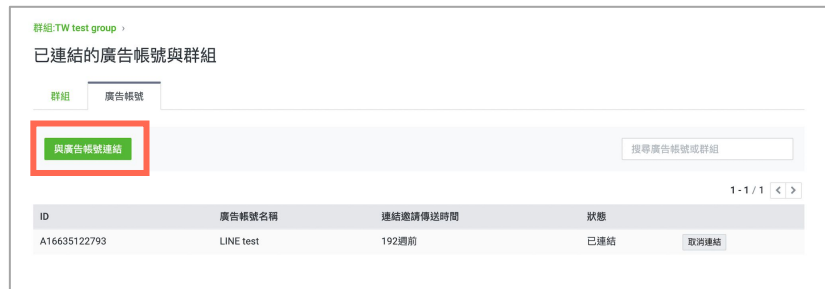 群組:TW test group ›
已連結的廣告帳號與群組
群組 廣告帳號
與廣告帳號連結 搜尋廣告帳號或群組
1 - 1 / 1 < >
ID 廣告帳號名稱 連結邀請傳送時間 狀態
A16635122793 LINE test 192週前 已連結 取消連結